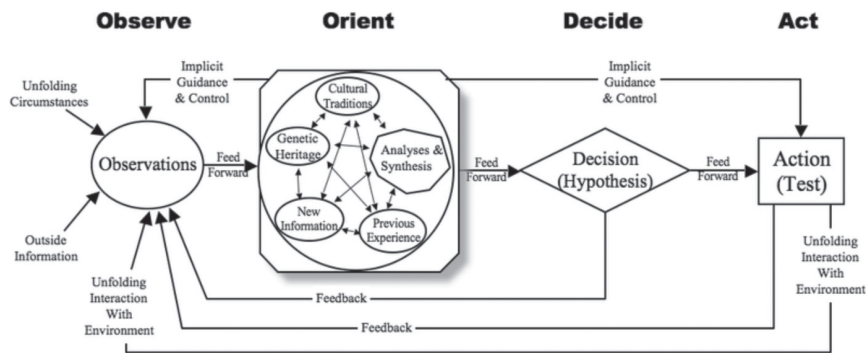 Observe Orient Decide Act
Implicit
Guidance
& Control
Implicit
Guidance
& Control
Unfolding
Circumstances
Cultural
Traditions
Genetic
Heritage
Analyses &
Synthesis
New
Information
Previous
Experience
Observations
Feed
Forward
Feed
Forward
Decision
(Hypothesis)
Feed
Forward
Action
(Test)
Outside
Information
Unfolding
Interaction
With
Environment
Unfolding
Interaction
With
Environment
Feedback
Feedback